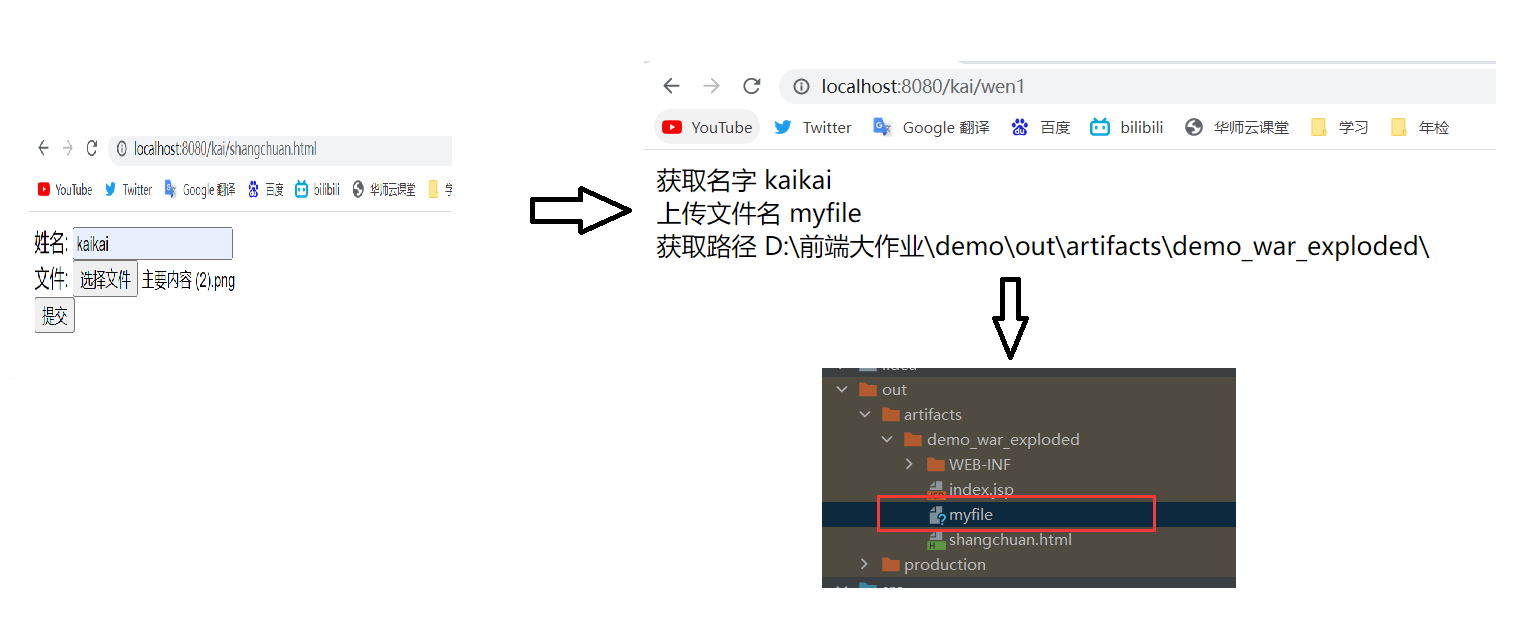 localhost:8080/kai/shangchuan.html
YouTube Twitter Google 翻译 百度 bilibili 华师云课堂
姓名: kaikai
文件: 选择文件 主要内容 (2).png
提交
localhost:8080/kai/wen1
YouTube Twitter Google 翻译 百度 bilibili 华师云课堂 学习 年检
获取名字 kaikai
上传文件名 myfile
获取路径 D:\前端大作业\demo\out\artifacts\demo_war_exploded\
out
artifacts
demo_war_exploded
WEB-INF
index.jsp
myfile
shangchuan.html
production